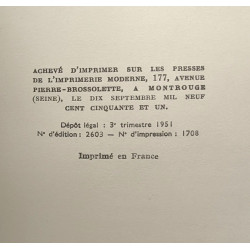 ACHEVÉ D'IMPRIMER SUR LES PRESSES
DE L'IMPRIMERIE MODERNE, 177, AVENUE
PIERRE-BROSSOLETTE, A MONTROUGE
(SEINE), LE DIX SEPTEMBRE MIL NEUF
CENT CINQUANTE ET UN.
Dépôt légal : 3e trimestre 1951
N° d'édition : 2603 — N° d'impression : 1708
Imprimé en France